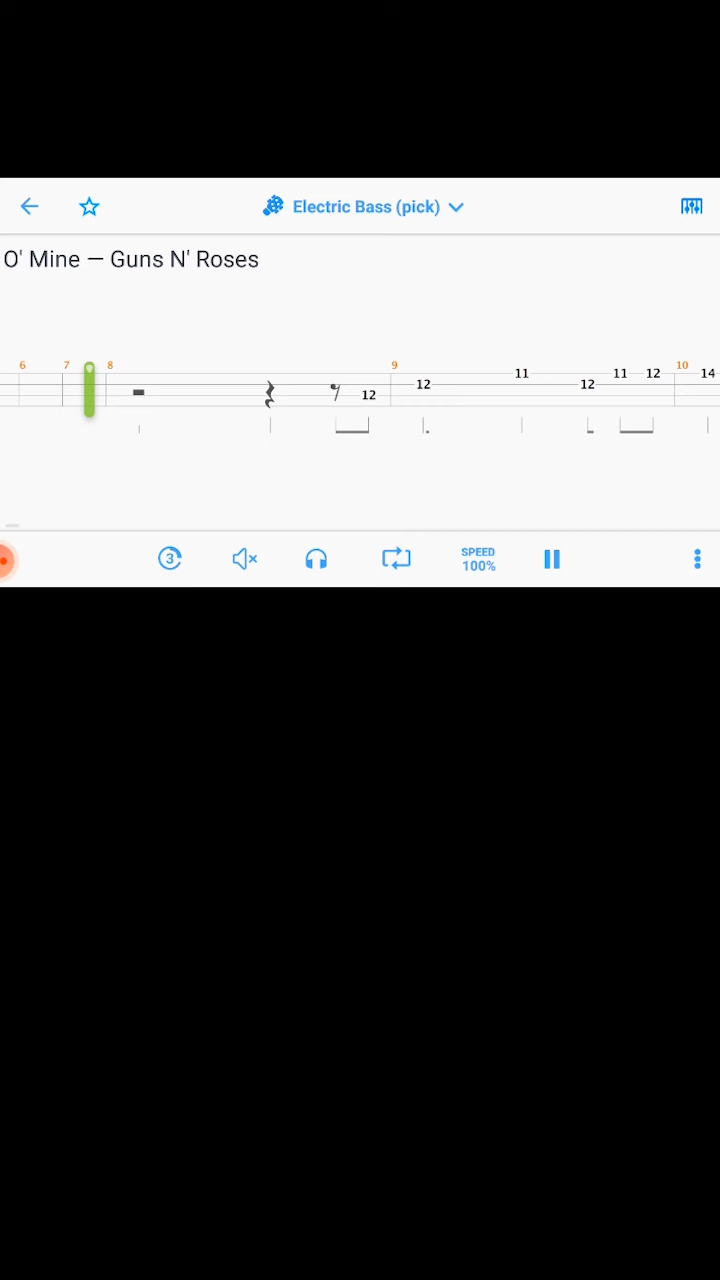 Electric Bass (pick)
O' Mine — Guns N' Roses
6 7 8 9 10
11 11 12 14
12 12
12
3 SPEED
100%